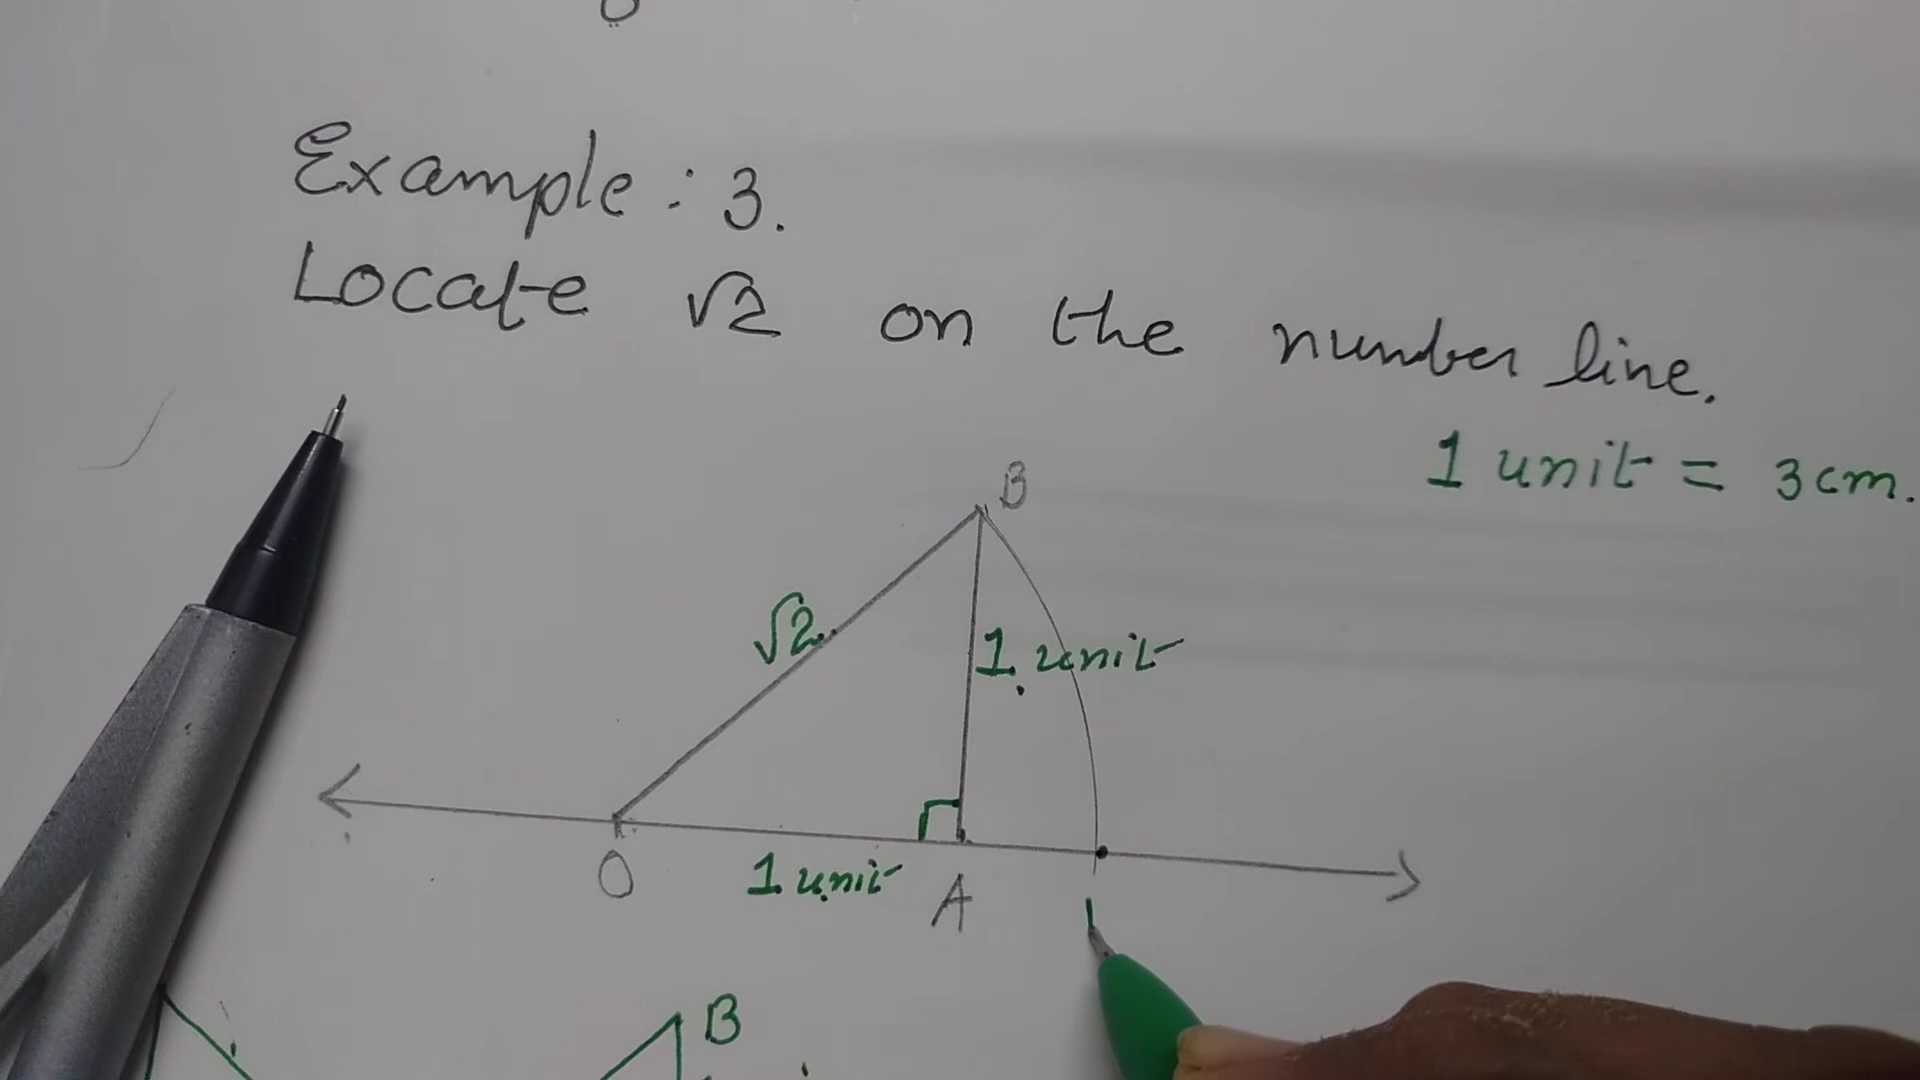 Example : 3.
Locate √2 on the number line.
1 unit = 3cm.
B
√2
1 unit
O
1 unit
A
B